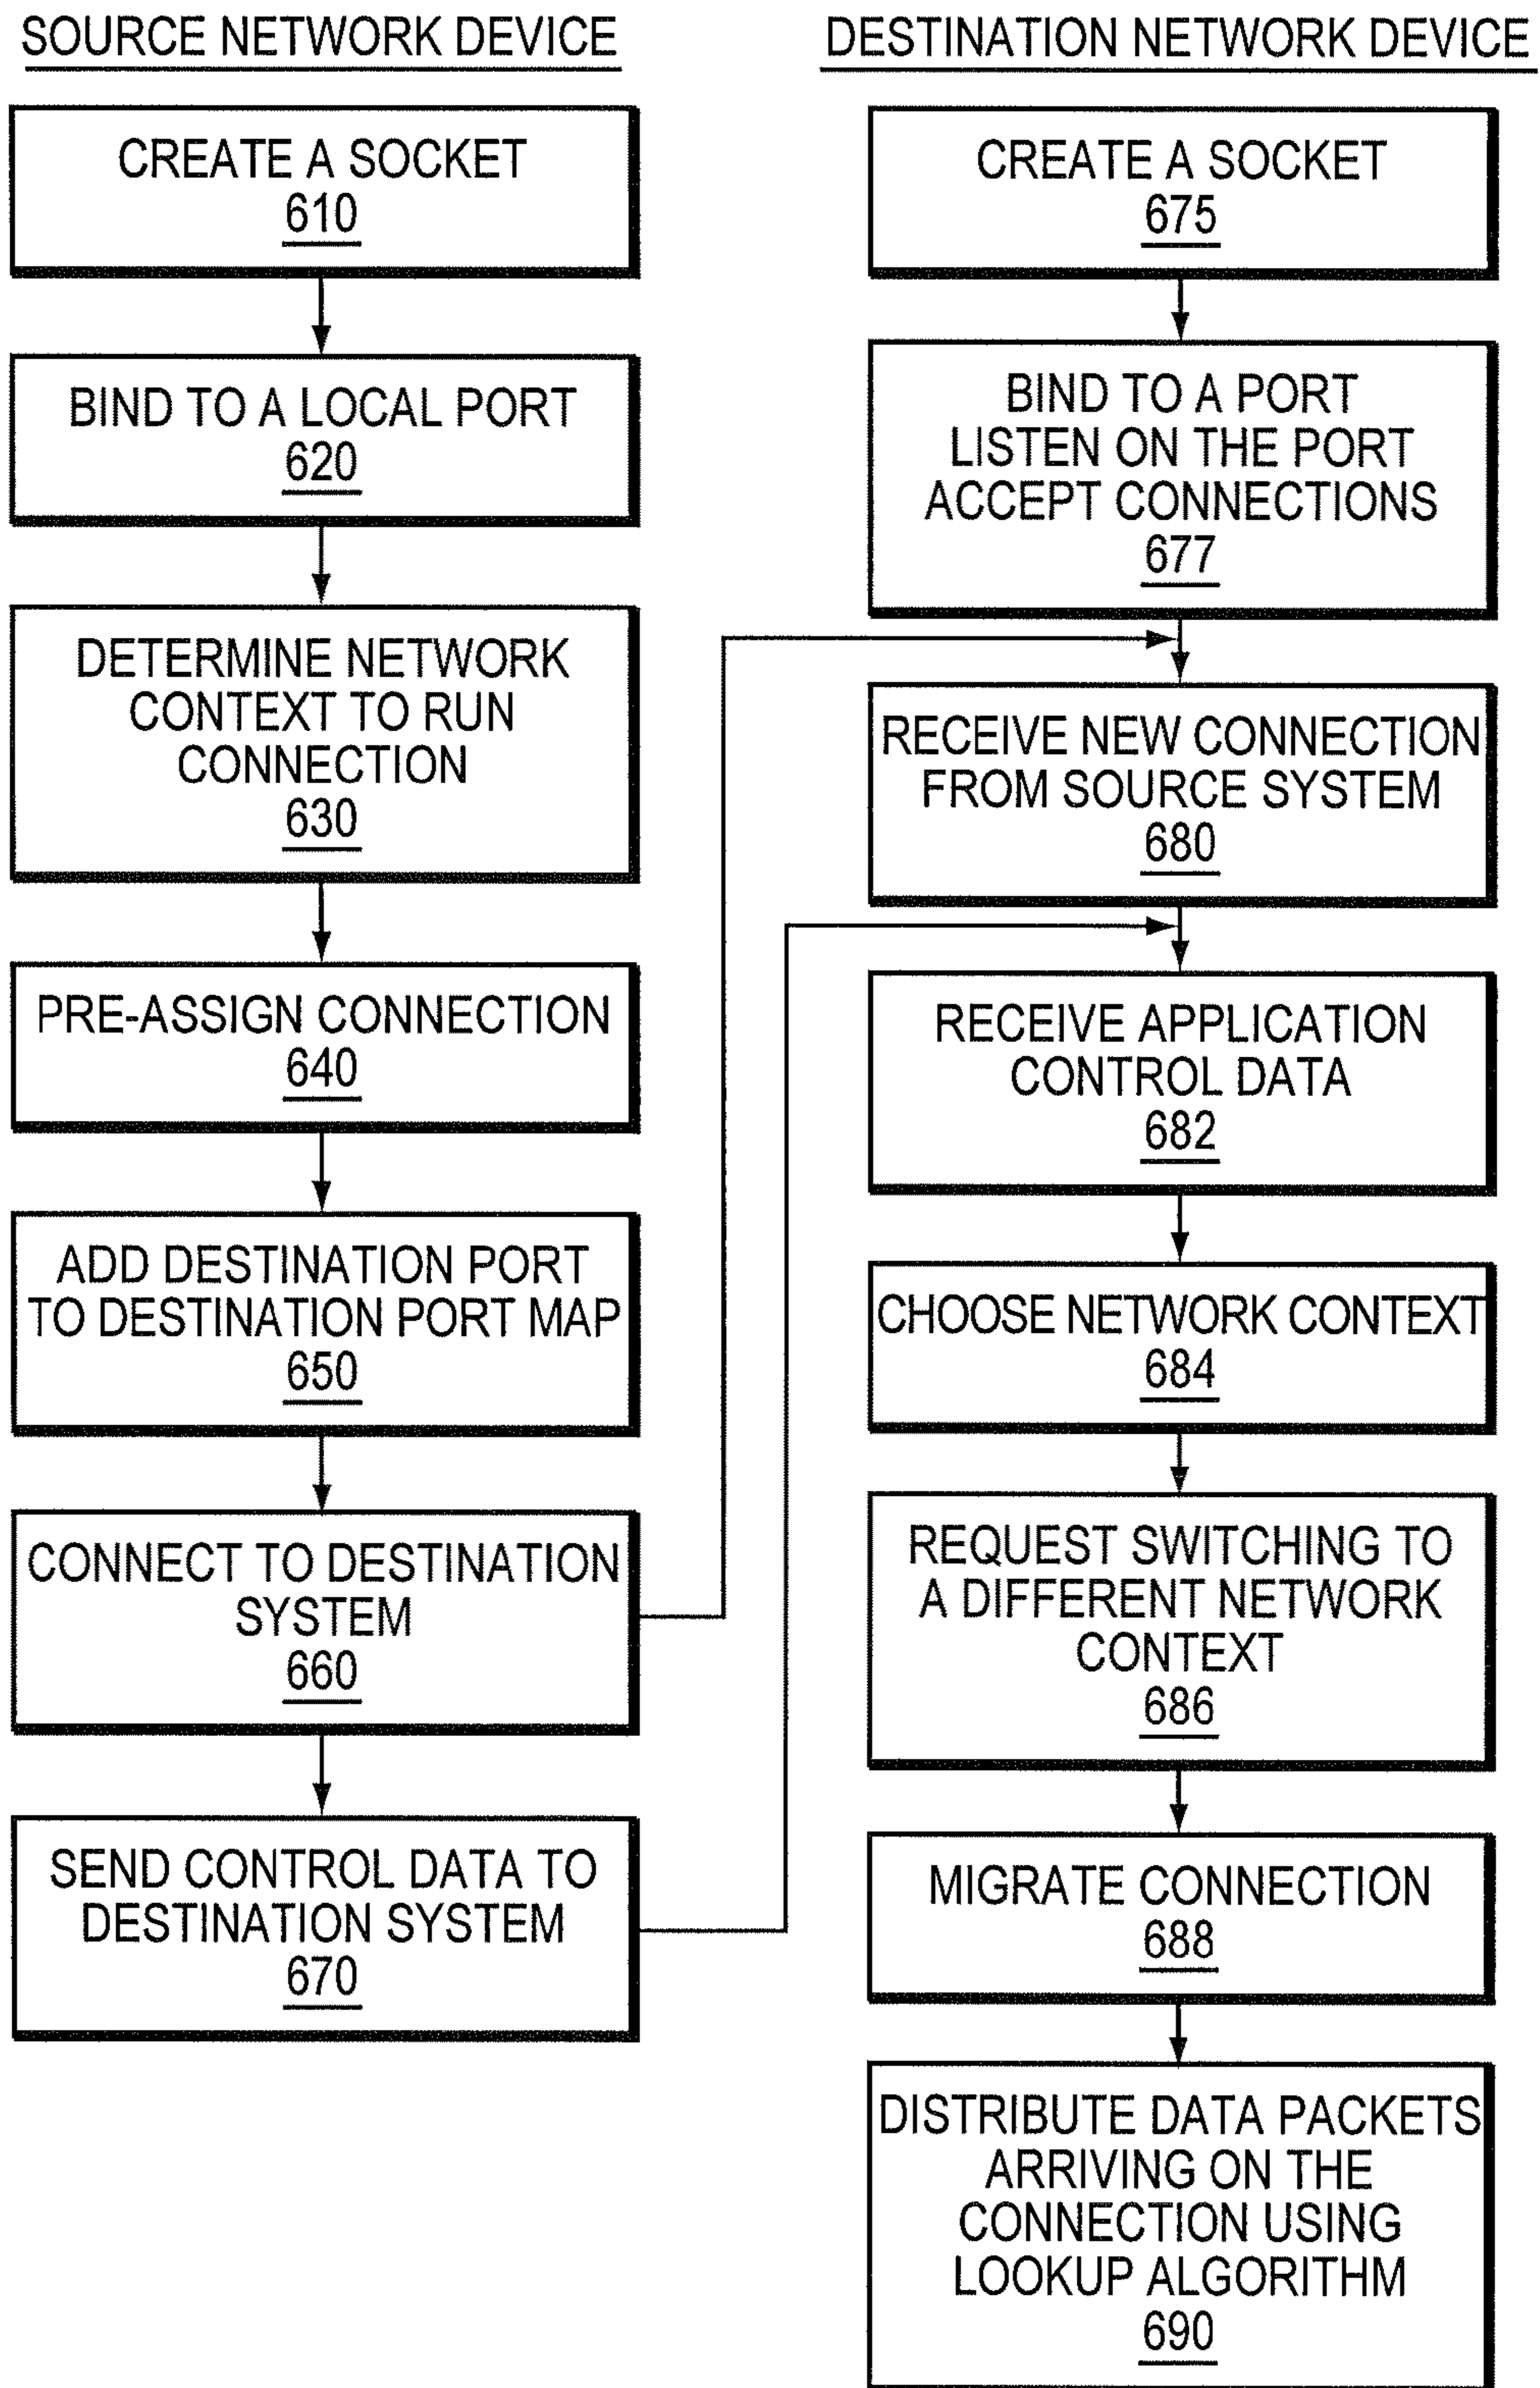 SOURCE NETWORK DEVICE
CREATE A SOCKET
610
BIND TO A LOCAL PORT
620
DETERMINE NETWORK
CONTEXT TO RUN
CONNECTION
630
PRE-ASSIGN CONNECTION
640
ADD DESTINATION PORT
TO DESTINATION PORT MAP
650
CONNECT TO DESTINATION
SYSTEM
660
SEND CONTROL DATA TO
DESTINATION SYSTEM
670
DESTINATION NETWORK DEVICE
CREATE A SOCKET
675
BIND TO A PORT
LISTEN ON THE PORT
ACCEPT CONNECTIONS
677
RECEIVE NEW CONNECTION
FROM SOURCE SYSTEM
680
RECEIVE APPLICATION
CONTROL DATA
682
CHOOSE NETWORK CONTEXT
684
REQUEST SWITCHING TO
A DIFFERENT NETWORK
CONTEXT
686
MIGRATE CONNECTION
688
DISTRIBUTE DATA PACKETS
ARRIVING ON THE
CONNECTION USING
LOOKUP ALGORITHM
690